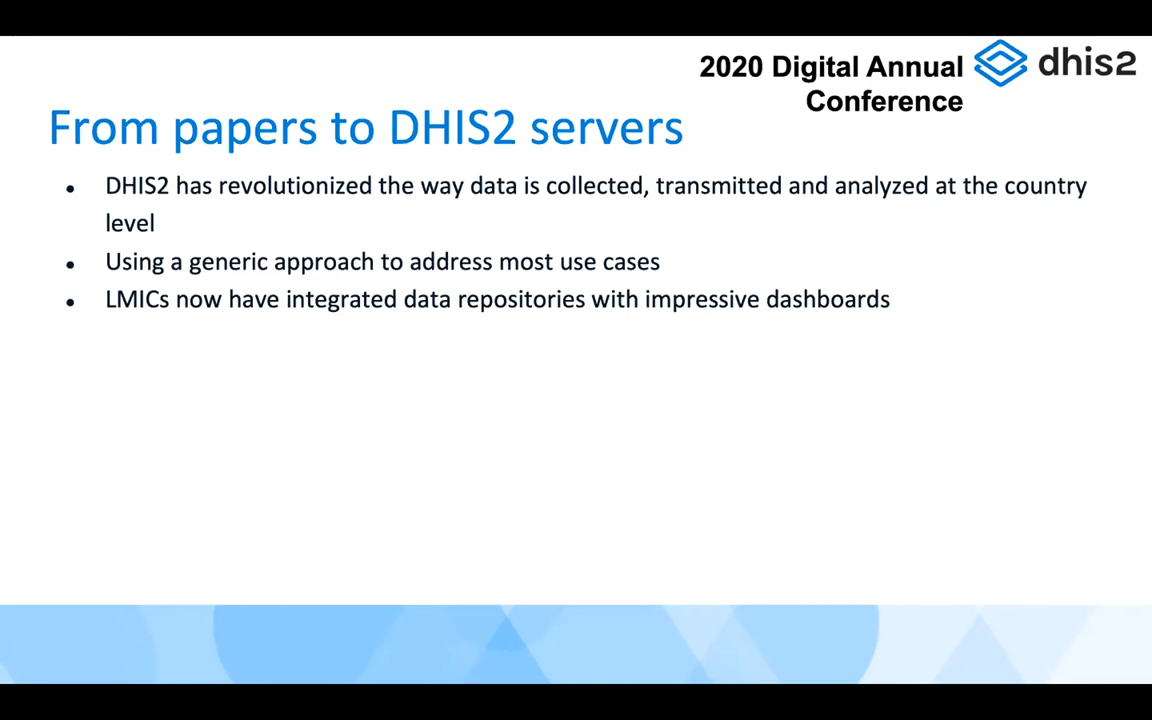 2020 Digital Annual
Conference
dhis2
From papers to DHIS2 servers
• DHIS2 has revolutionized the way data is collected, transmitted and analyzed at the country
level
• Using a generic approach to address most use cases
• LMICs now have integrated data repositories with impressive dashboards